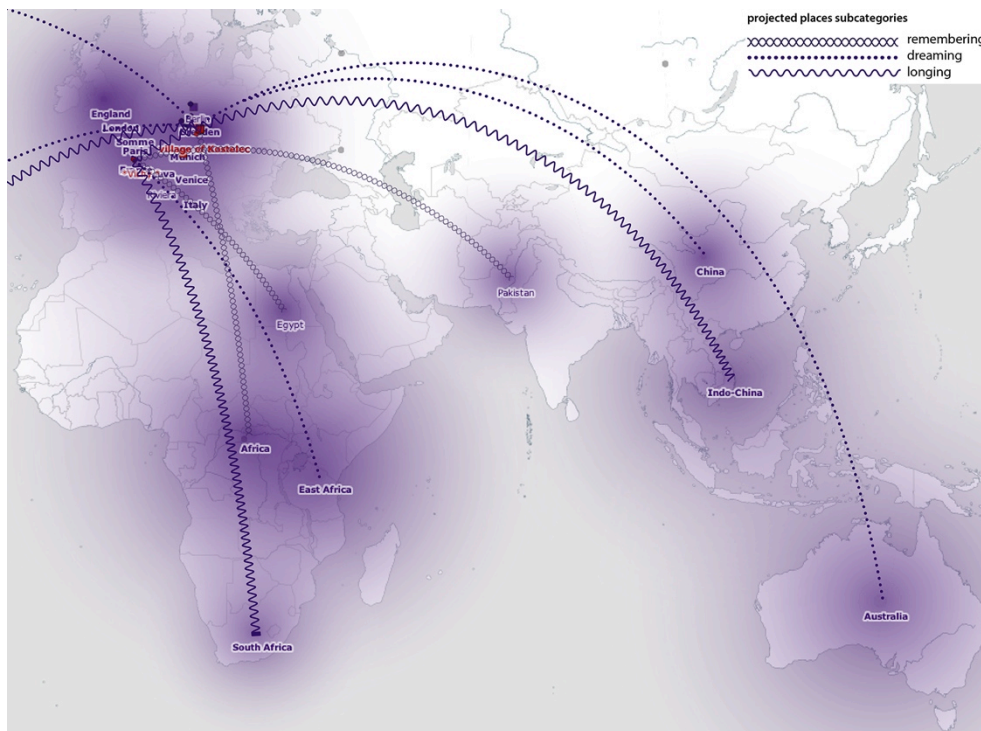 projected places subcategories
remembering
dreaming
longing
England
London
Somme
Paris
Village of Kastelec
Munich
Venice
Italy
China
Pakistan
Egypt
Indo-China
Africa
East Africa
Australia
South Africa